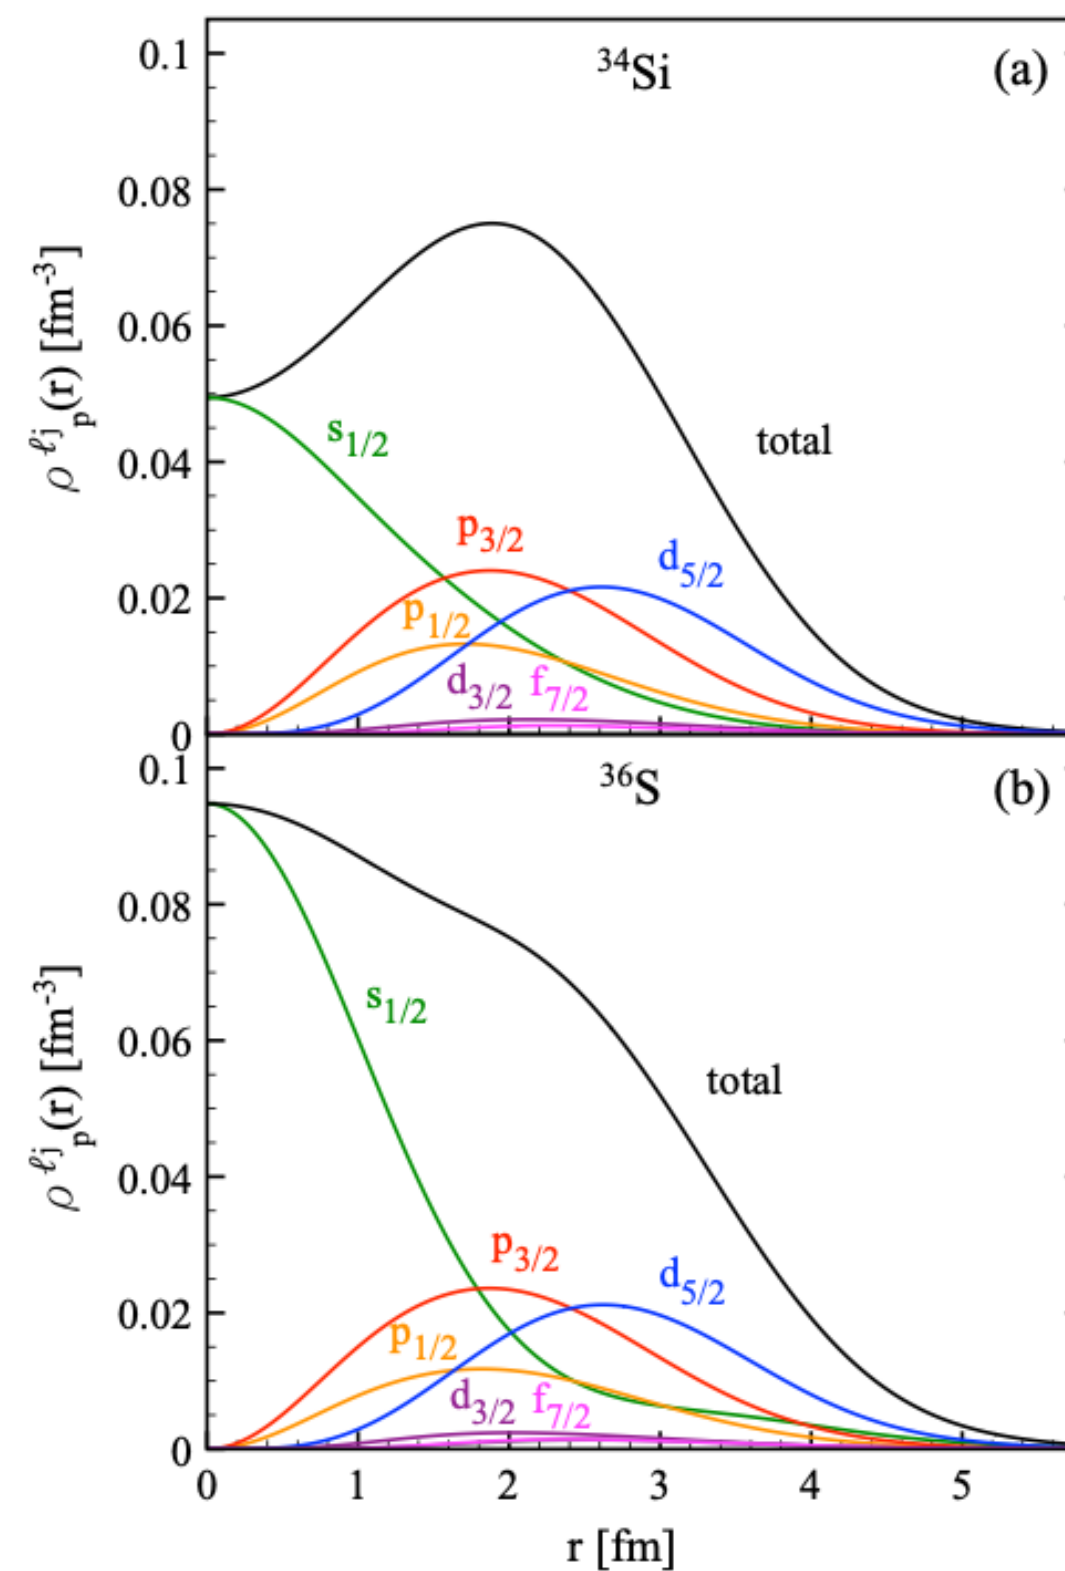 0.1
³⁴Si
(a)
0.08
0.06
0.04
0.02
0
ρ^ℓj_p(r) [fm⁻³]
s₁/₂
total
p₃/₂
d₅/₂
p₁/₂
d₃/₂
f₇/₂
0.1
³⁶S
(b)
0.08
0.06
0.04
0.02
0
ρ^ℓj_p(r) [fm⁻³]
s₁/₂
total
p₃/₂
d₅/₂
p₁/₂
d₃/₂
f₇/₂
0 1 2 3 4 5
r [fm]